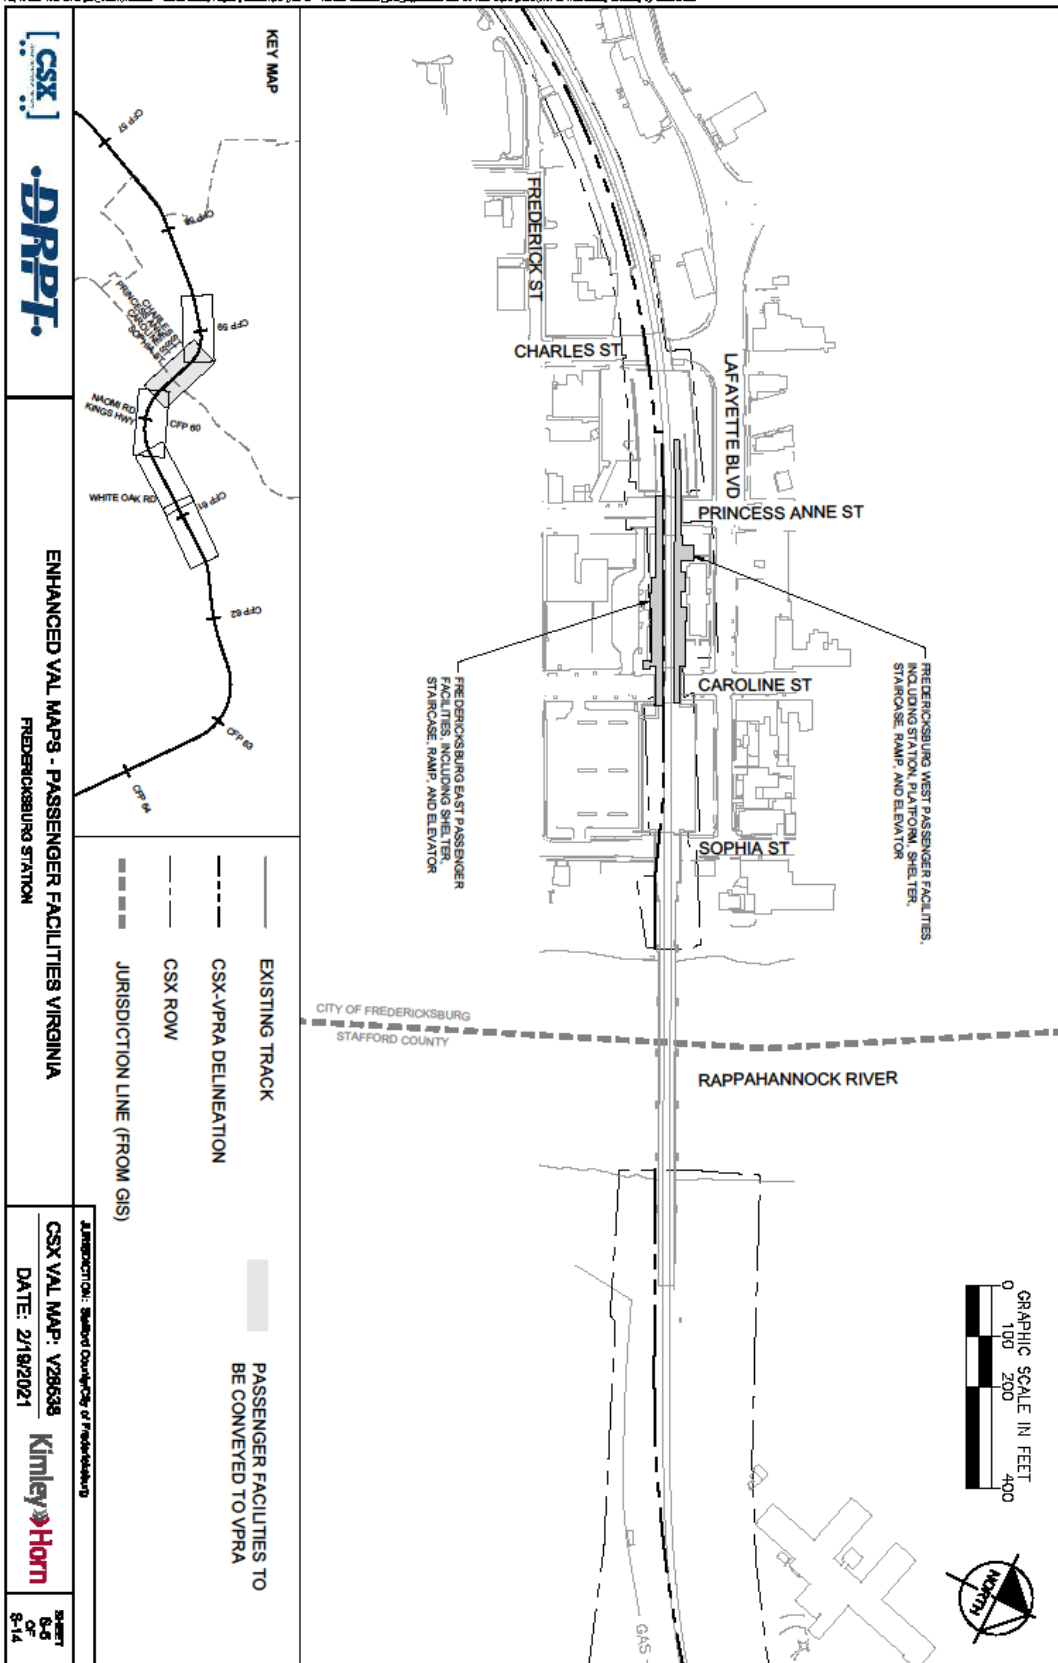 KEY MAP
CFP 57
CFP 58
CFP 59
CHARLES ST
PRINCESS ANNE ST
CAROLINE ST
SOPHIA ST
NAOMI RD
KINGS HWY
CFP 60
WHITE OAK RD
CFP 61
CFP 62
CFP 63
CFP 64
FREDERICK ST
CHARLES ST
LAFAYETTE BLVD
PRINCESS ANNE ST
CAROLINE ST
SOPHIA ST
FREDERICKSBURG WEST PASSENGER FACILITIES,
INCLUDING STATION, PLATFORM, SHELTER,
STAIRCASE, RAMP, AND ELEVATOR
FREDERICKSBURG EAST PASSENGER
FACILITIES, INCLUDING SHELTER,
STAIRCASE, RAMP, AND ELEVATOR
CITY OF FREDERICKSBURG
STAFFORD COUNTY
RAPPAHANNOCK RIVER
GAS
GRAPHIC SCALE IN FEET
0 100 200 400
NORTH
EXISTING TRACK
CSX-VPRA DELINEATION
CSX ROW
JURISDICTION LINE (FROM GIS)
PASSENGER FACILITIES TO
BE CONVEYED TO VPRA
CSX
DRPT
ENHANCED VAL MAPS - PASSENGER FACILITIES VIRGINIA
FREDERICKSBURG STATION
JURISDICTION: Stafford County/City of Fredericksburg
CSX VAL MAP: V28638
DATE: 2/19/2021
Kimley»Horn
SHEET
OF
S-14